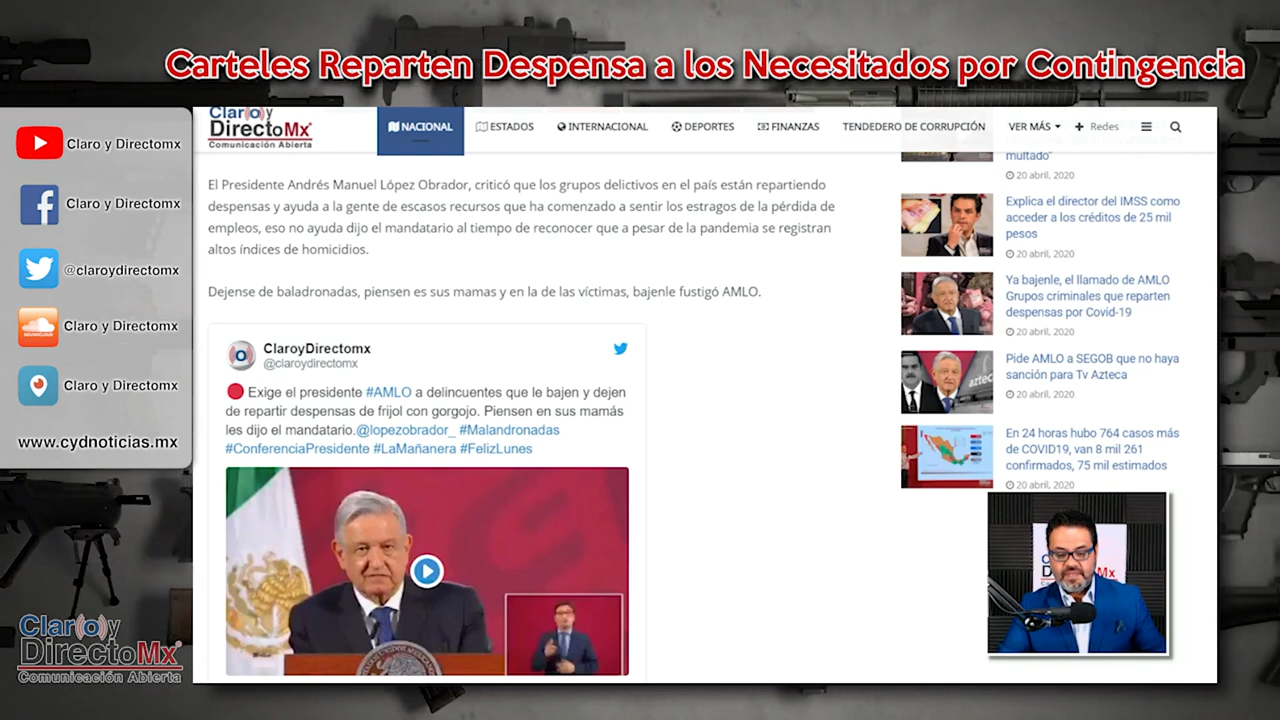 Carteles Reparten Despensa a los Necesitados por Contingencia
Claro y Directomx
Claro y Directomx
@claroydirectomx
SOUNDCLOUD
Claro y Directomx
Claro y Directomx
www.cydnoticias.mx
Claroy
DirectoMx
Comunicación Abierta
Claroy
DirectoMx
Comunicación Abierta
NACIONAL
ESTADOS
INTERNACIONAL
DEPORTES
FINANZAS
TENDEDERO DE CORRUPCIÓN
VER MÁS
Redes
El Presidente Andrés Manuel López Obrador, criticó que los grupos delictivos en el país están repartiendo
despensas y ayuda a la gente de escasos recursos que ha comenzado a sentir los estragos de la pérdida de
empleos, eso no ayuda dijo el mandatario al tiempo de reconocer que a pesar de la pandemia se registran
altos índices de homicidios.
Dejense de baladronadas, piensen es sus mamas y en la de las víctimas, bajenle fustigó AMLO.
ClaroyDirectomx
@claroydirectomx
Exige el presidente #AMLO a delincuentes que le bajen y dejen
de repartir despensas de frijol con gorgojo. Piensen en sus mamás
les dijo el mandatario.@lopezobrador_ #Malandronadas
#ConferenciaPresidente #LaMañanera #FelizLunes
multado"
20 abril, 2020
Explica el director del IMSS como
acceder a los créditos de 25 mil
pesos
20 abril, 2020
Ya bajenle, el llamado de AMLO
Grupos criminales que reparten
despensas por Covid-19
20 abril, 2020
Pide AMLO a SEGOB que no haya
sanción para Tv Azteca
20 abril, 2020
aztec
En 24 horas hubo 764 casos más
de COVID19, van 8 mil 261
confirmados, 75 mil estimados
20 abril, 2020